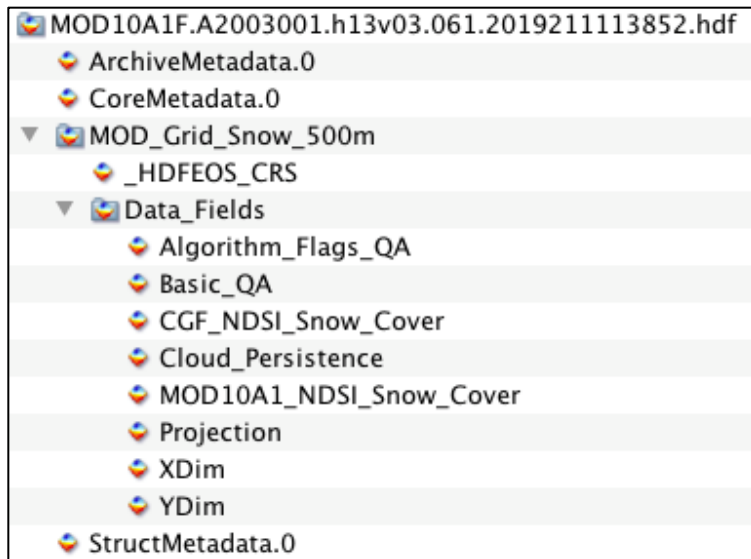 MOD10A1F.A2003001.h13v03.061.2019211113852.hdf
ArchiveMetadata.0
CoreMetadata.0
MOD_Grid_Snow_500m
_HDFEOS_CRS
Data_Fields
Algorithm_Flags_QA
Basic_QA
CGF_NDSI_Snow_Cover
Cloud_Persistence
MOD10A1_NDSI_Snow_Cover
Projection
XDim
YDim
StructMetadata.0